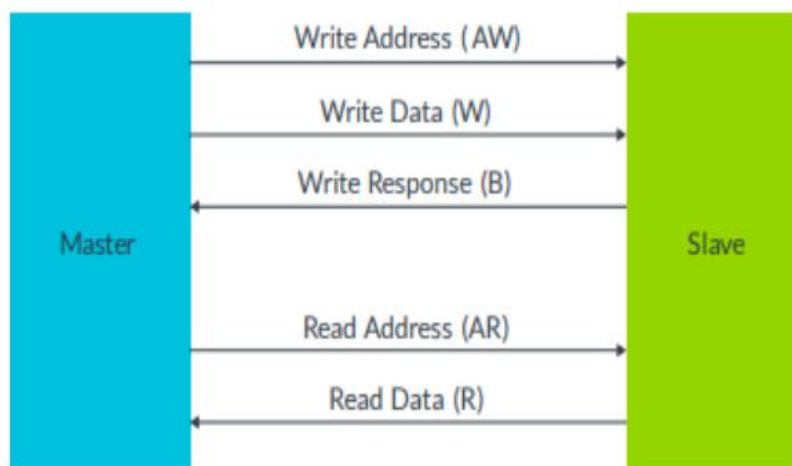 Write Address (AW)
Write Data (W)
Write Response (B)
Master
Slave
Read Address (AR)
Read Data (R)